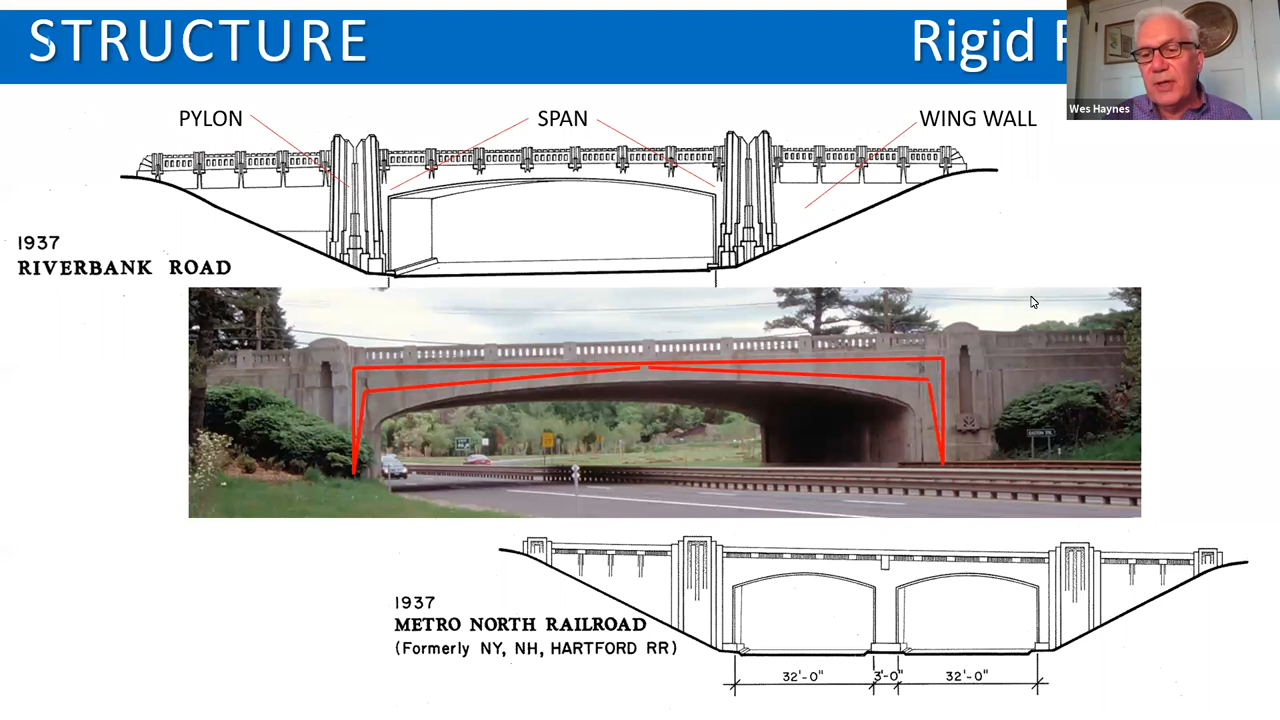 STRUCTURE
Rigid
Wes Haynes
PYLON
SPAN
WING WALL
1937
RIVERBANK ROAD
1937
METRO NORTH RAILROAD
(Formerly NY, NH, HARTFORD RR)
32'-0"
3'-0"
32'-0"